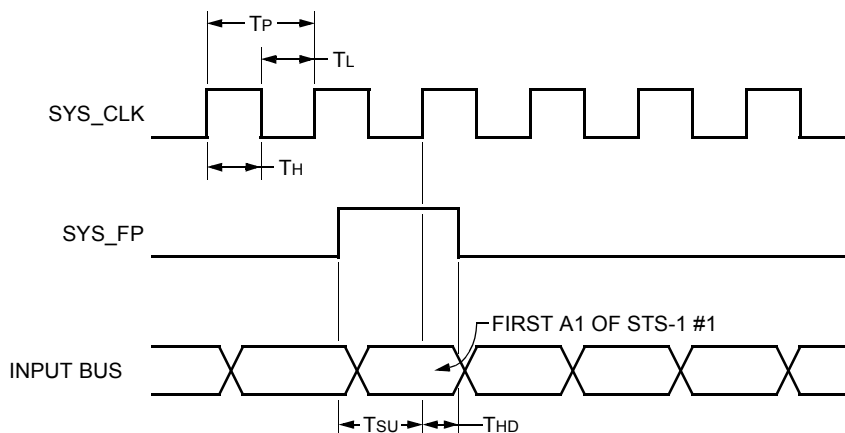 TP
TL
SYS_CLK
TH
SYS_FP
FIRST A1 OF STS-1 #1
INPUT BUS
TSU
THD